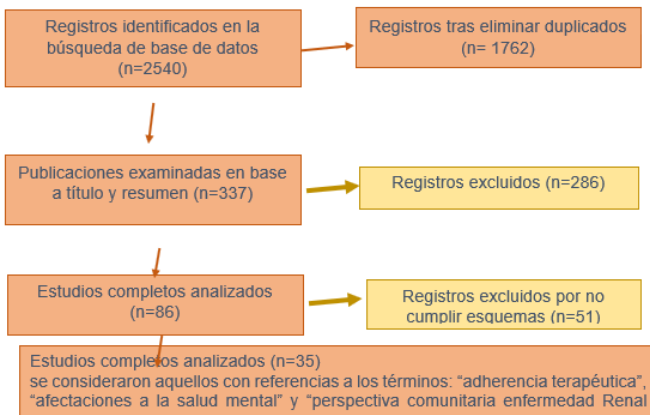 Registros identificados en la
búsqueda de base de datos
(n=2540)
Registros tras eliminar duplicados
(n= 1762)
Publicaciones examinadas en base
a título y resumen (n=337)
Registros excluidos (n=286)
Estudios completos analizados
(n=86)
Registros excluidos por no
cumplir esquemas (n=51)
Estudios completos analizados (n=35)
se consideraron aquellos con referencias a los términos: “adherencia terapéutica”,
“afectaciones a la salud mental” y “perspectiva comunitaria enfermedad Renal